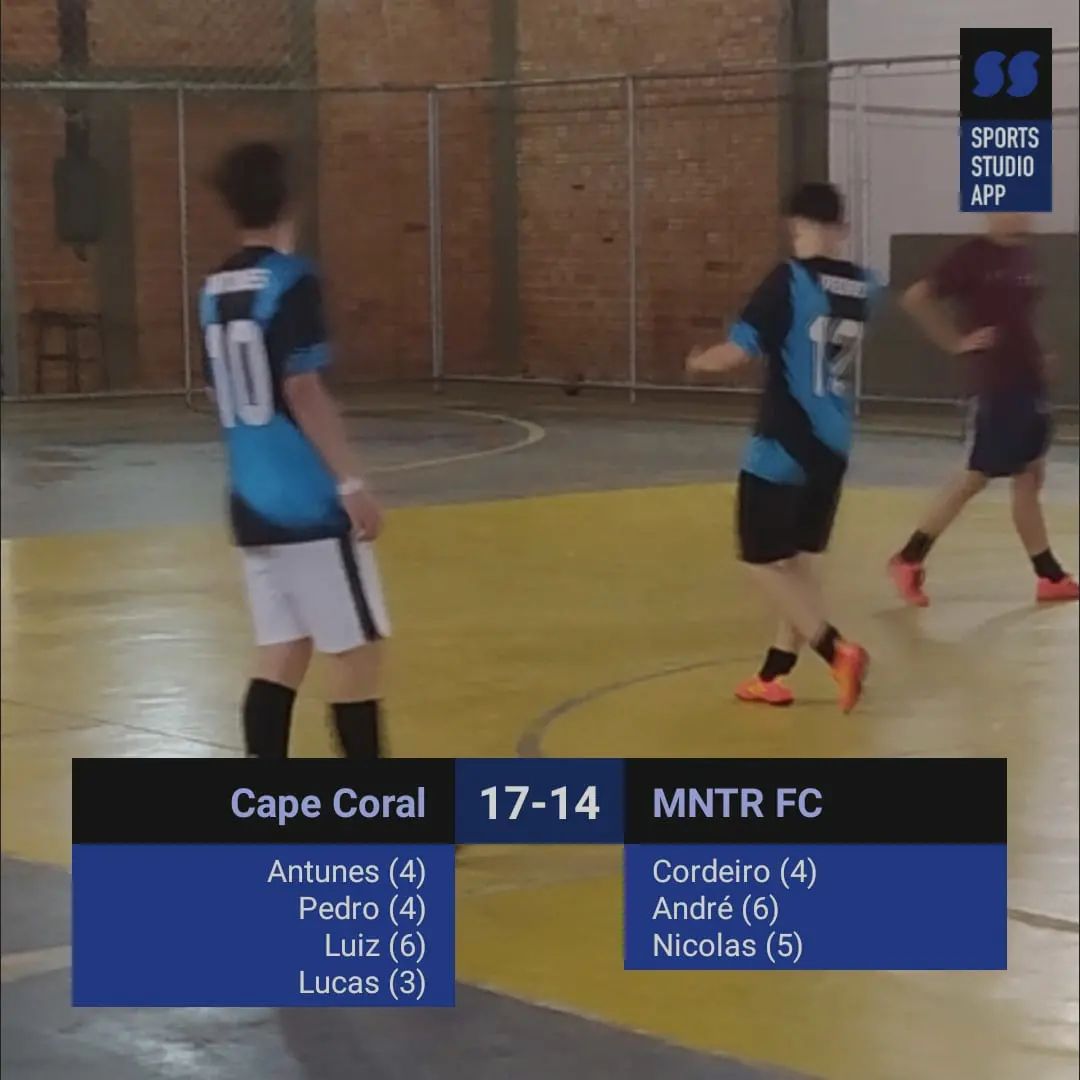 SPORTS
STUDIO
APP
10
12
Cape Coral 17-14 MNTR FC
Antunes (4)
Pedro (4)
Luiz (6)
Lucas (3)
Cordeiro (4)
André (6)
Nicolas (5)